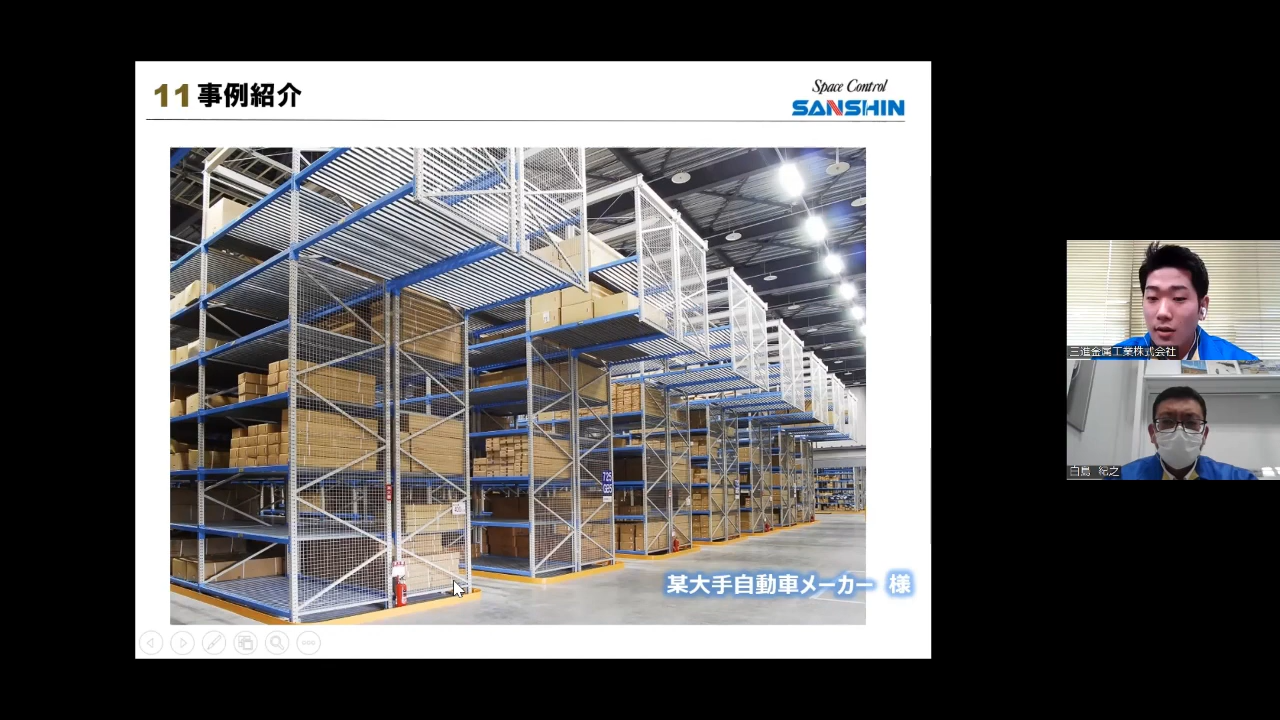 11 事例紹介
Space Control
SANSHIN
某大手自動車メーカー 様
三進金属工業株式会社
白島 紀之